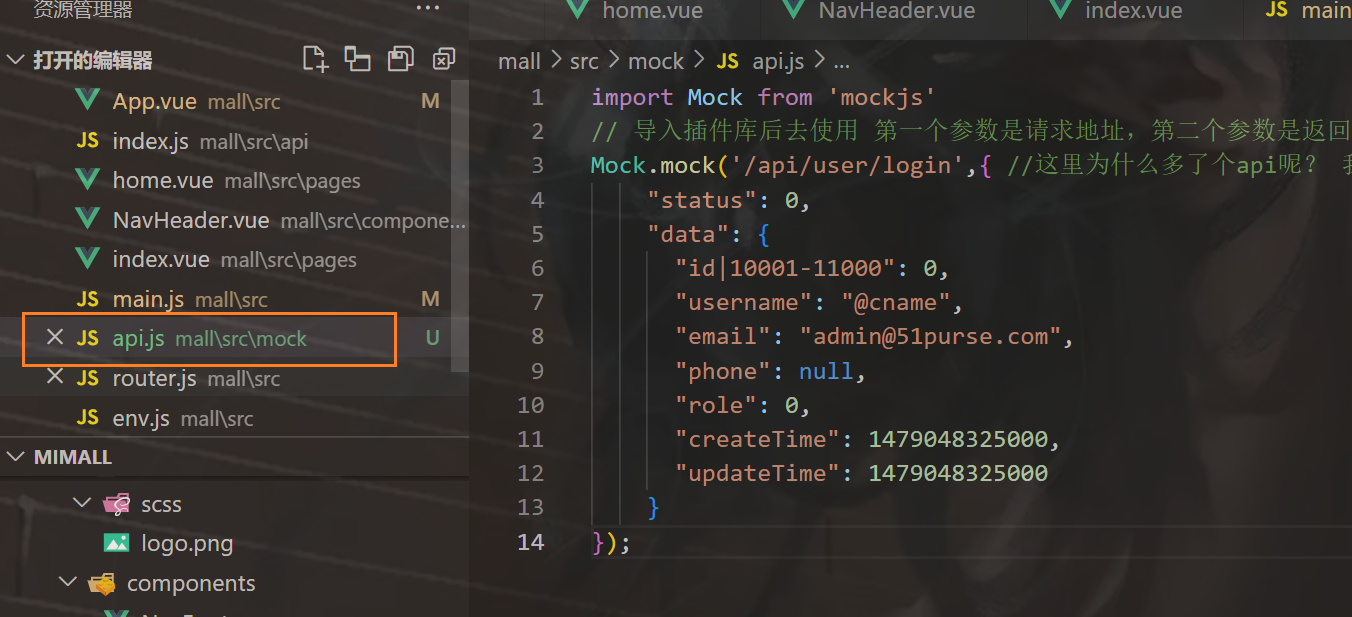 资源管理器 ...
打开的编辑器
App.vue mall\src M
JS index.js mall\src\api
home.vue mall\src\pages
NavHeader.vue mall\src\compone...
index.vue mall\src\pages
JS main.js mall\src M
JS api.js mall\src\mock U
JS router.js mall\src
JS env.js mall\src
MIMALL
scss
logo.png
components
home.vue NavHeader.vue index.vue JS main
mall > src > mock > JS api.js > ...
1 import Mock from 'mockjs'
2 // 导入插件库后去使用 第一个参数是请求地址，第二个参数是返回
3 Mock.mock('/api/user/login',{ //这里为什么多了个api呢？
4 "status": 0,
5 "data": {
6 "id|10001-11000": 0,
7 "username": "@cname",
8 "email": "admin@51purse.com",
9 "phone": null,
10 "role": 0,
11 "createTime": 1479048325000,
12 "updateTime": 1479048325000
13 }
14 });